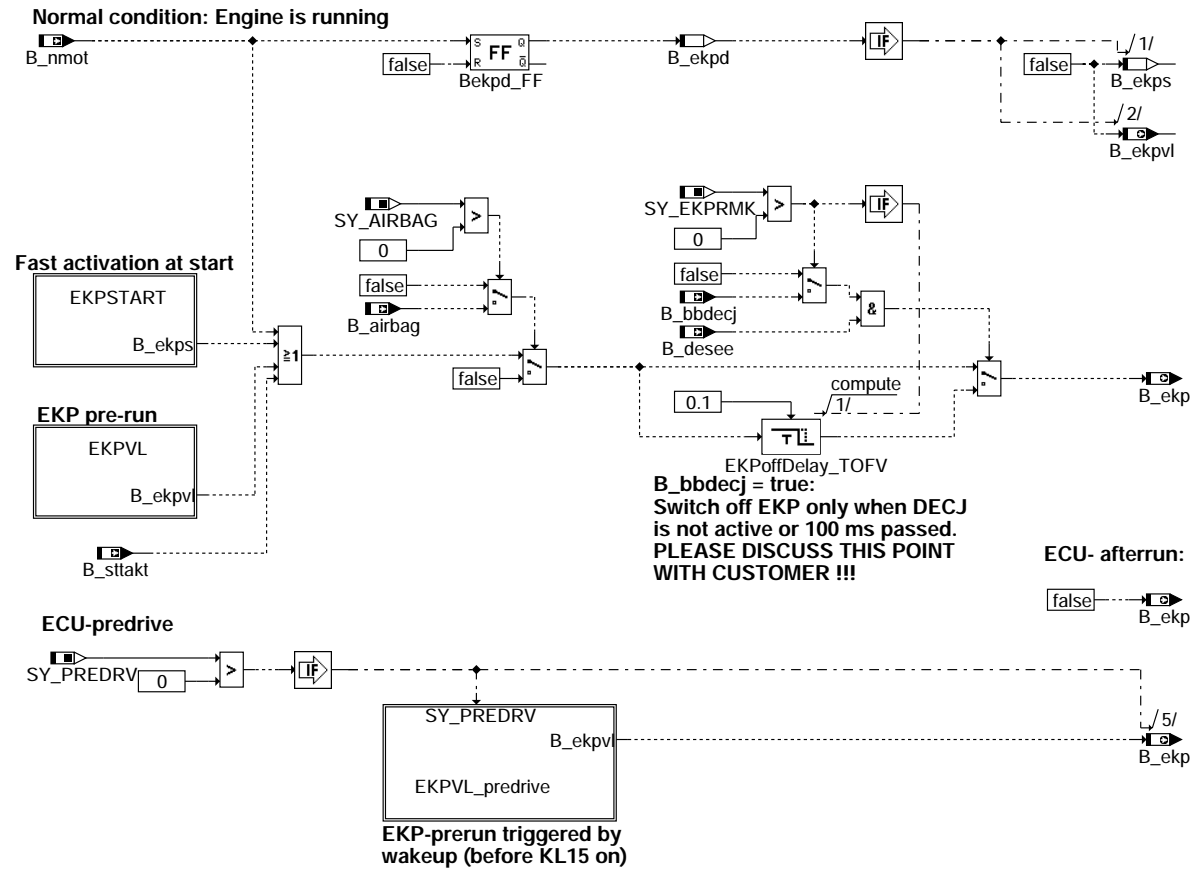 Normal condition: Engine is running
B_nmot
false
S
R
FF
Q
Q̅
Bekpd_FF
B_ekpd
IF
/1/
false
B_ekps
/2/
B_ekpvl
SY_AIRBAG
>
0
false
B_airbag
SY_EKPRMK
>
0
IF
false
B_bbdecj
B_desee
&
Fast activation at start
EKPSTART
B_ekps
≥1
false
EKP pre-run
EKPVL
B_ekpvl
B_sttakt
0.1
compute
/1/
T
EKPoffDelay_TOFV
B_ekp
B_bbdecj = true:
Switch off EKP only when DECJ
is not active or 100 ms passed.
PLEASE DISCUSS THIS POINT
WITH CUSTOMER !!!
ECU- afterrun:
false
B_ekp
ECU-predrive
SY_PREDRV
0
>
IF
SY_PREDRV
B_ekpvl
EKPVL_predrive
/5/
B_ekp
EKP-prerun triggered by
wakeup (before KL15 on)